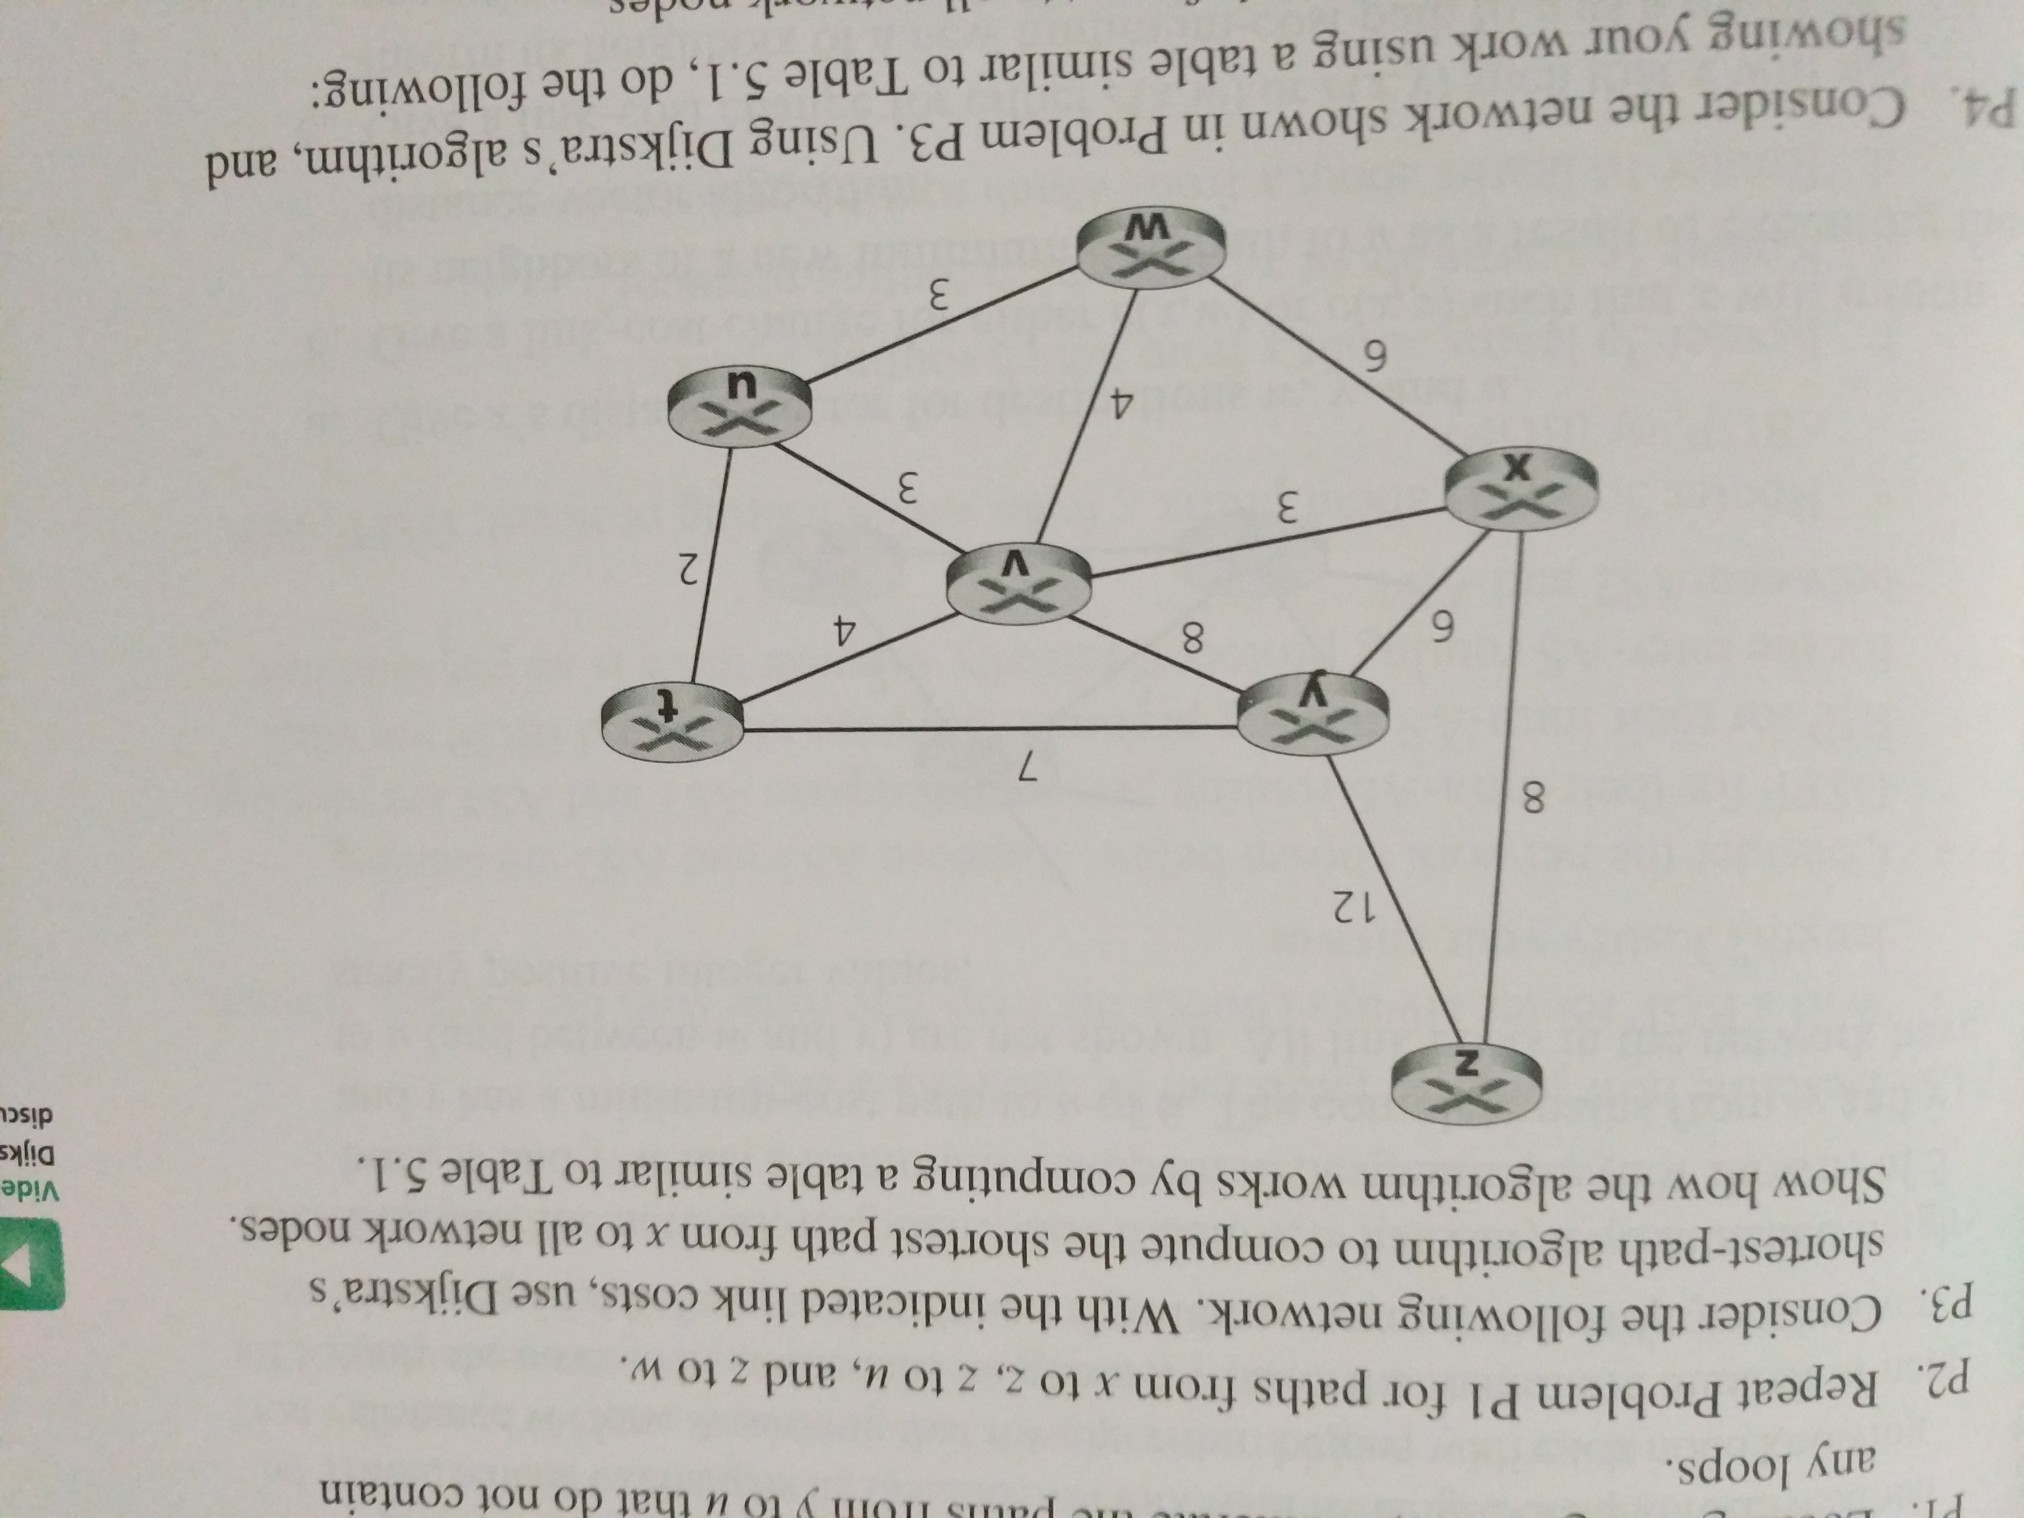 P1.
paths from y to u that do not contain
any loops.
P2. Repeat Problem P1 for paths from x to z, z to u, and z to w.
P3. Consider the following network. With the indicated link costs, use Dijkstra's
shortest-path algorithm to compute the shortest path from x to all network nodes.
Show how the algorithm works by computing a table similar to Table 5.1.
Vide
Dijks
discu
z
8
12
7
y
t
6
8
4
2
x
3
v
3
u
6
4
3
w
P4. Consider the network shown in Problem P3. Using Dijkstra's algorithm, and
showing your work using a table similar to Table 5.1, do the following:
network nodes